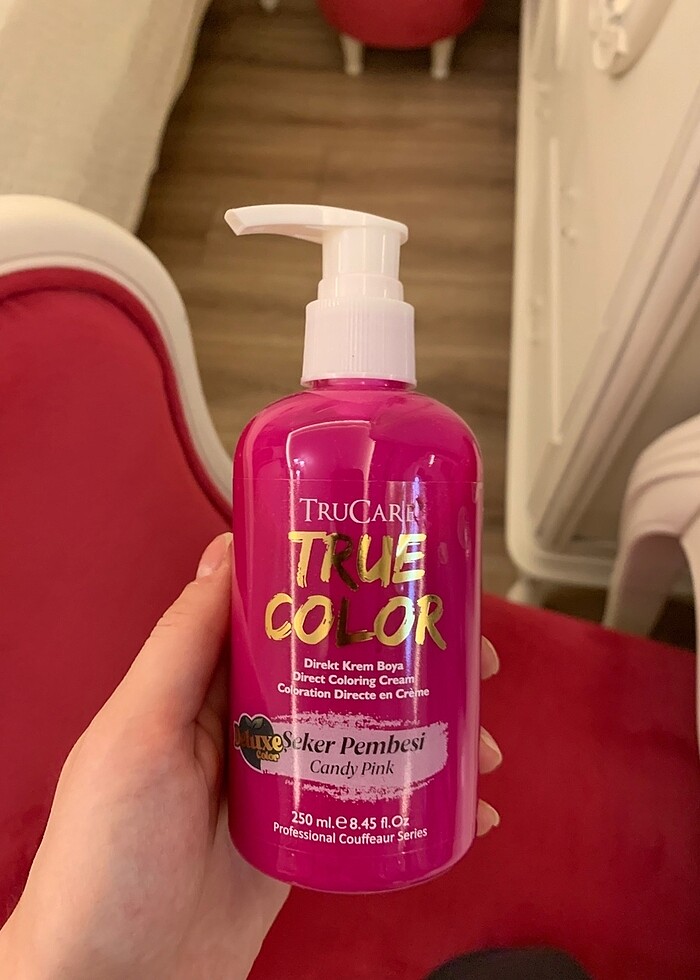 TRUCARE
TRUE
COLOR
Direkt Krem Boya
Direct Coloring Cream
Coloration Directe en Crème
Deluxe
Color
Şeker Pembesi
Candy Pink
250 ml.℮8.45 fl.Oz
Professional Couffeaur Series